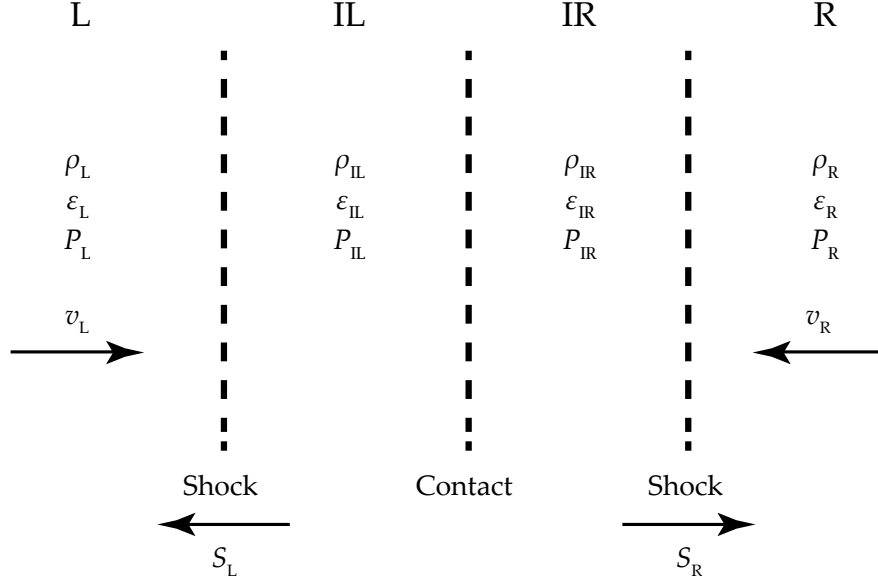 L IL IR R
ρL ρIL ρIR ρR
εL εIL εIR εR
PL PIL PIR PR
vL vR
Shock Contact Shock
SL SR